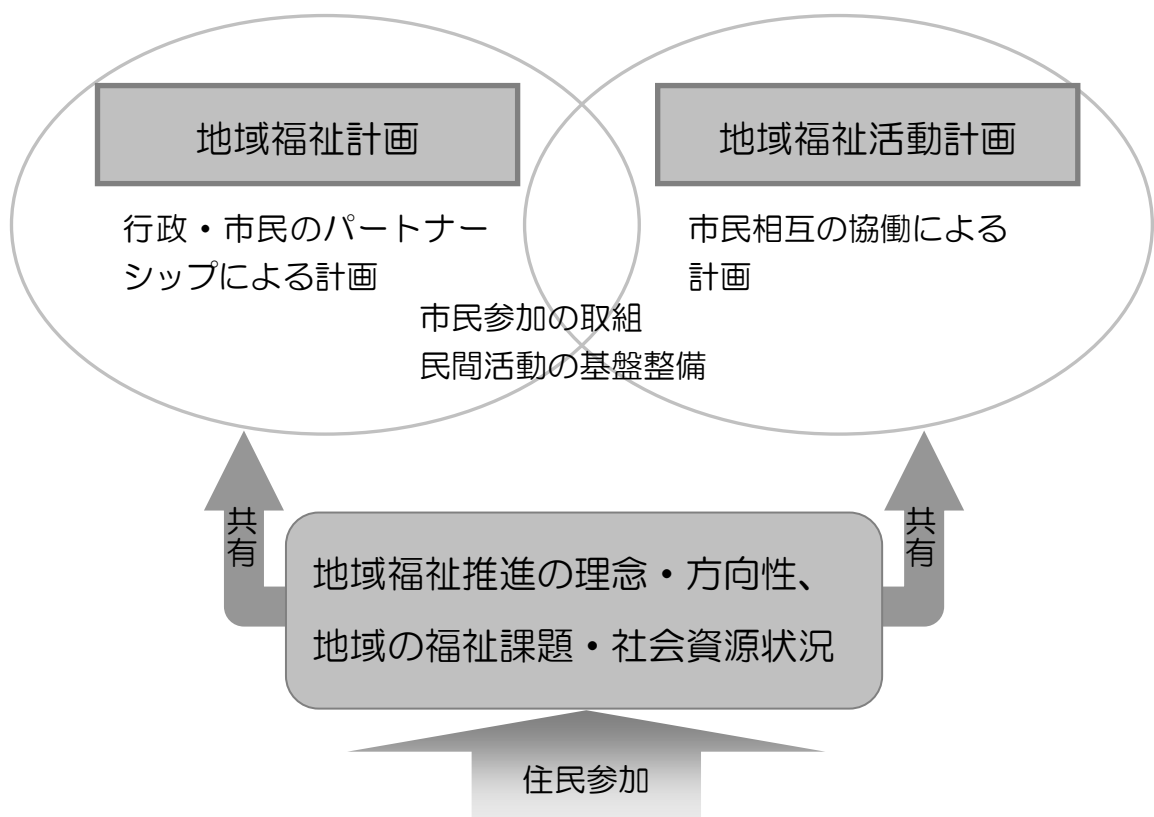 地域福祉計画
行政・市民のパートナー
シップによる計画
地域福祉活動計画
市民相互の協働による
計画
市民参加の取組
民間活動の基盤整備
共有
共有
地域福祉推進の理念・方向性、
地域の福祉課題・社会資源状況
住民参加